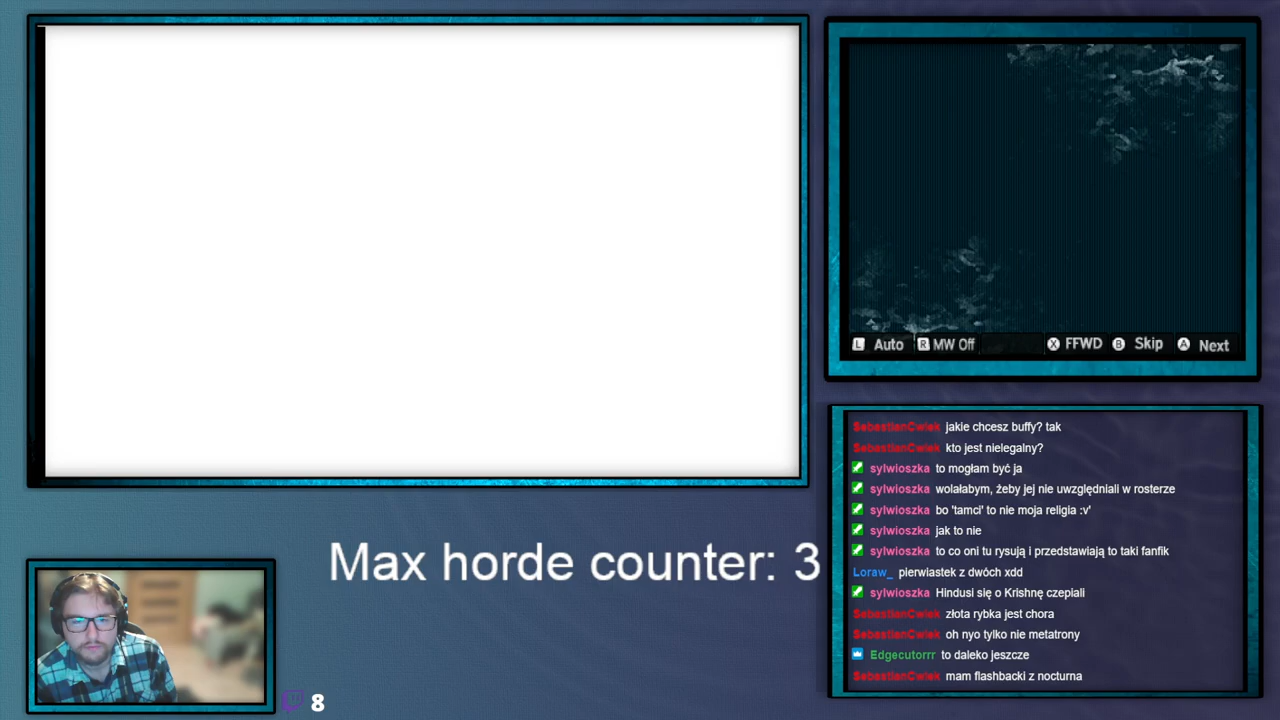 L Auto R MW Off X FFWD B Skip A Next
SebastianCwiek jakie chcesz buffy? tak
SebastianCwiek kto jest nielegalny?
sylwioszka to mogłam być ja
sylwioszka wolałabym, żeby jej nie uwzględniali w rosterze
sylwioszka bo 'tamci' to nie moja religia :v'
sylwioszka jak to nie
sylwioszka to co oni tu rysują i przedstawiają to taki fanfik
Loraw_ pierwiastek z dwóch xdd
sylwioszka Hindusi się o Krishnę czepiali
SebastianCwiek złota rybka jest chora
SebastianCwiek oh nyo tylko nie metatrony
Edgecutorrr to daleko jeszcze
SebastianCwiek mam flashbacki z nocturna
Max horde counter: 3
8